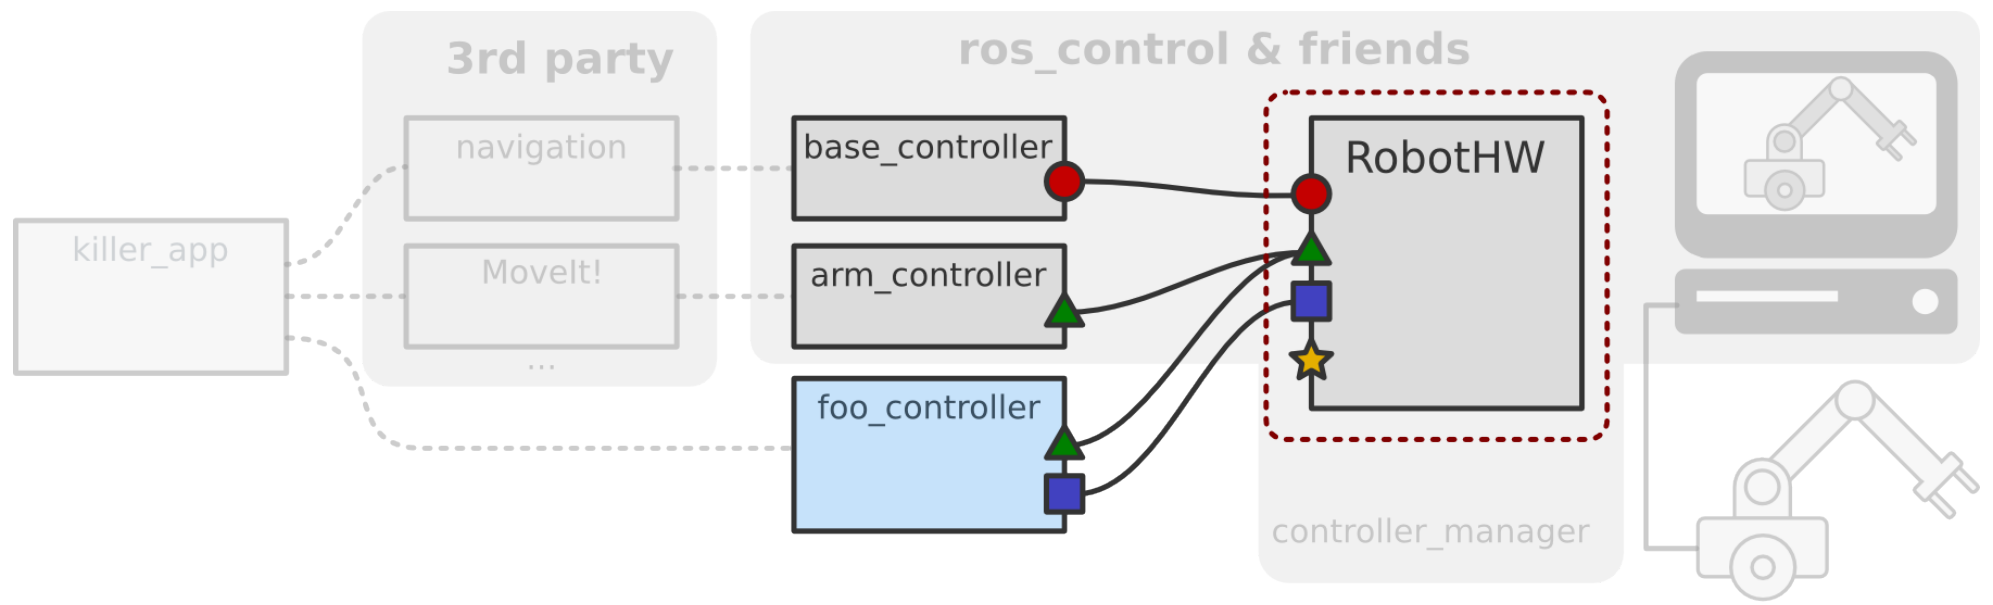 3rd party
ros_control & friends
navigation
base_controller
RobotHW
killer_app
MoveIt!
arm_controller
...
foo_controller
controller_manager